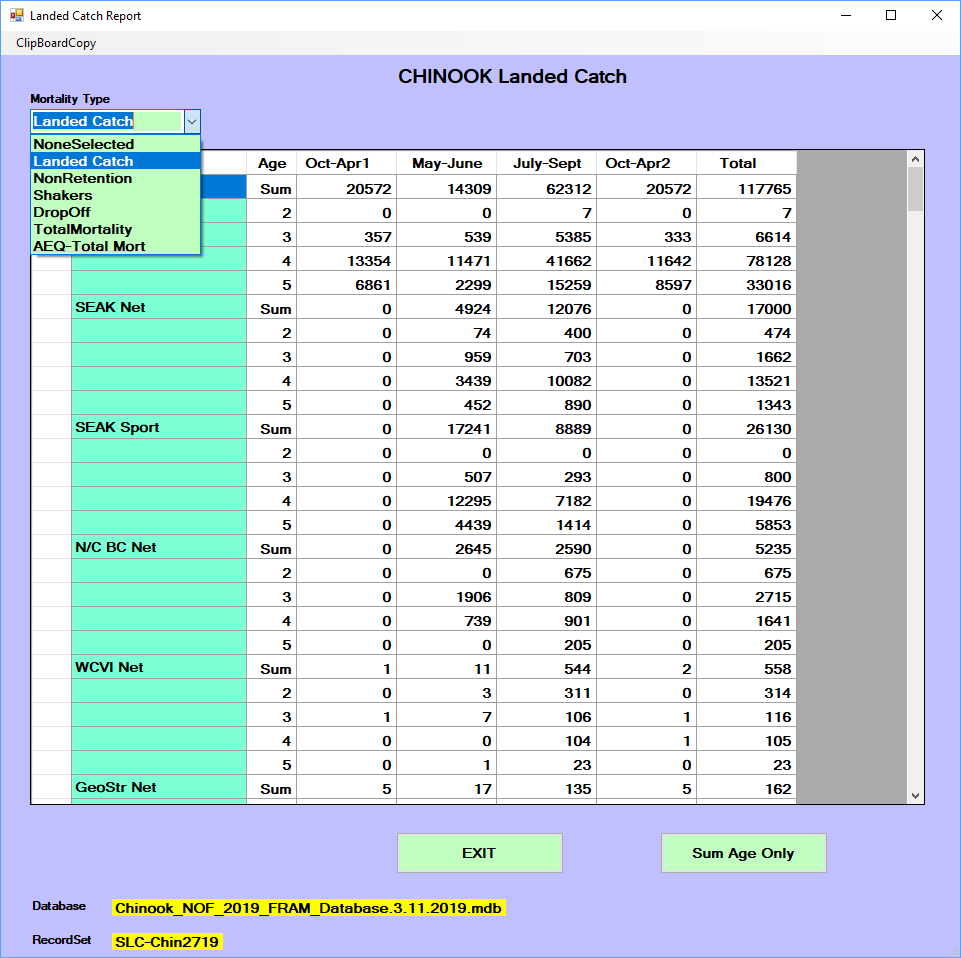 Landed Catch Report
ClipBoardCopy
CHINOOK Landed Catch
Mortality Type
Landed Catch
NoneSelected
Landed Catch
NonRetention
Shakers
DropOff
TotalMortality
AEQ-Total Mort
Age Oct-Apr1 May-June July-Sept Oct-Apr2 Total
Sum 20572 14309 62312 20572 117765
2 0 0 7 0 7
3 357 539 5385 333 6614
4 13354 11471 41662 11642 78128
5 6861 2299 15259 8597 33016
SEAK Net Sum 0 4924 12076 0 17000
2 0 74 400 0 474
3 0 959 703 0 1662
4 0 3439 10082 0 13521
5 0 452 890 0 1343
SEAK Sport Sum 0 17241 8889 0 26130
2 0 0 0 0 0
3 0 507 293 0 800
4 0 12295 7182 0 19476
5 0 4439 1414 0 5853
N/C BC Net Sum 0 2645 2590 0 5235
2 0 0 675 0 675
3 0 1906 809 0 2715
4 0 739 901 0 1641
5 0 0 205 0 205
WCVI Net Sum 1 11 544 2 558
2 0 3 311 0 314
3 1 7 106 1 116
4 0 0 104 1 105
5 0 1 23 0 23
GeoStr Net Sum 5 17 135 5 162
EXIT Sum Age Only
Database Chinook_NOF_2019_FRAM_Database.3.11.2019.mdb
RecordSet SLC-Chin2719